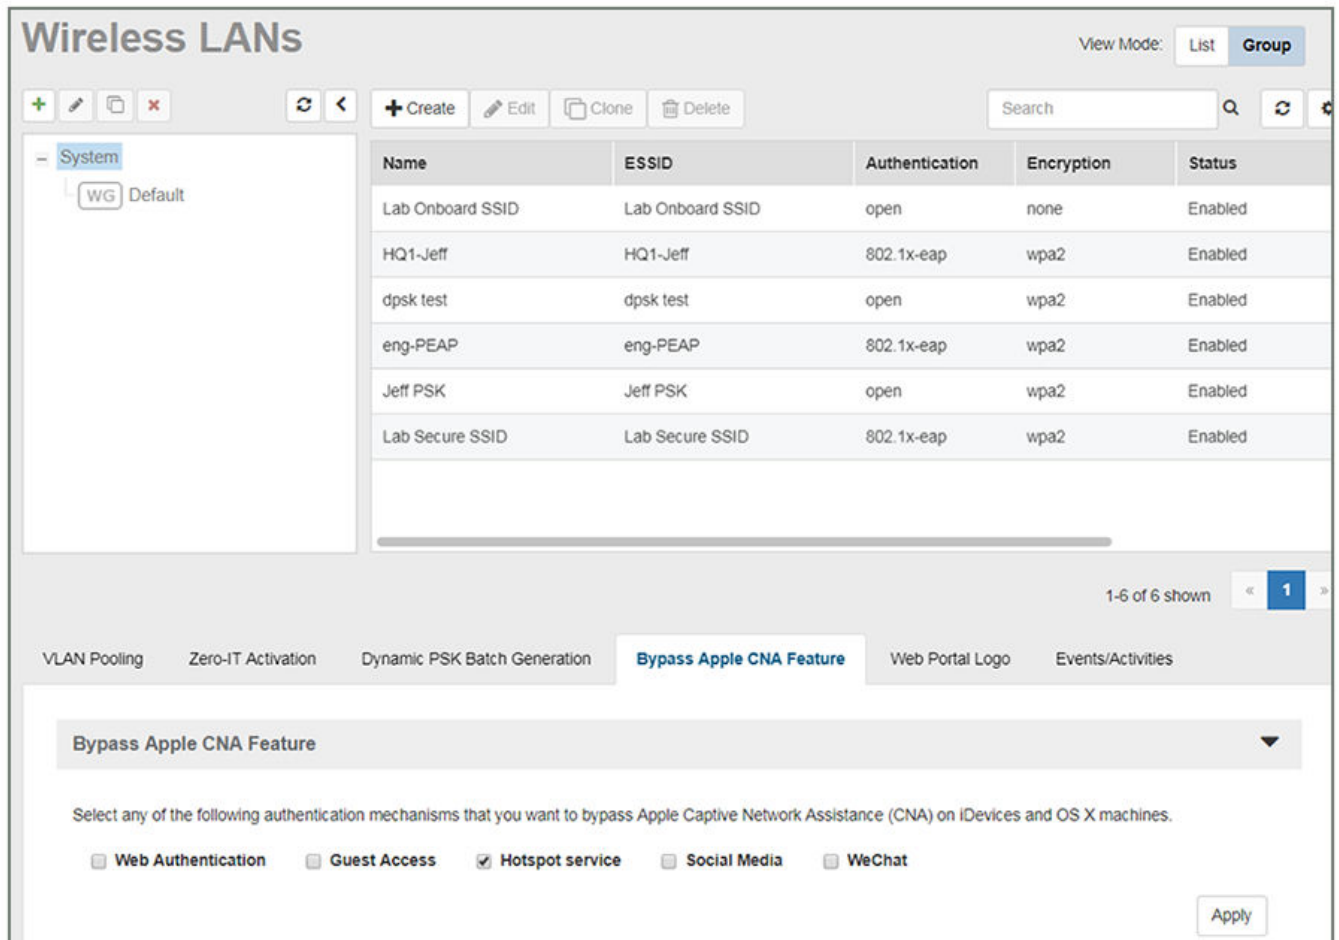 Wireless LANs
View Mode: List Group
Create Edit Clone Delete Search
System
WG Default
Name ESSID Authentication Encryption Status
Lab Onboard SSID Lab Onboard SSID open none Enabled
HQ1-Jeff HQ1-Jeff 802.1x-eap wpa2 Enabled
dpsk test dpsk test open wpa2 Enabled
eng-PEAP eng-PEAP 802.1x-eap wpa2 Enabled
Jeff PSK Jeff PSK open wpa2 Enabled
Lab Secure SSID Lab Secure SSID 802.1x-eap wpa2 Enabled
1-6 of 6 shown « 1 »
VLAN Pooling Zero-IT Activation Dynamic PSK Batch Generation Bypass Apple CNA Feature Web Portal Logo Events/Activities
Bypass Apple CNA Feature
Select any of the following authentication mechanisms that you want to bypass Apple Captive Network Assistance (CNA) on iDevices and OS X machines.
Web Authentication Guest Access Hotspot service Social Media WeChat
Apply